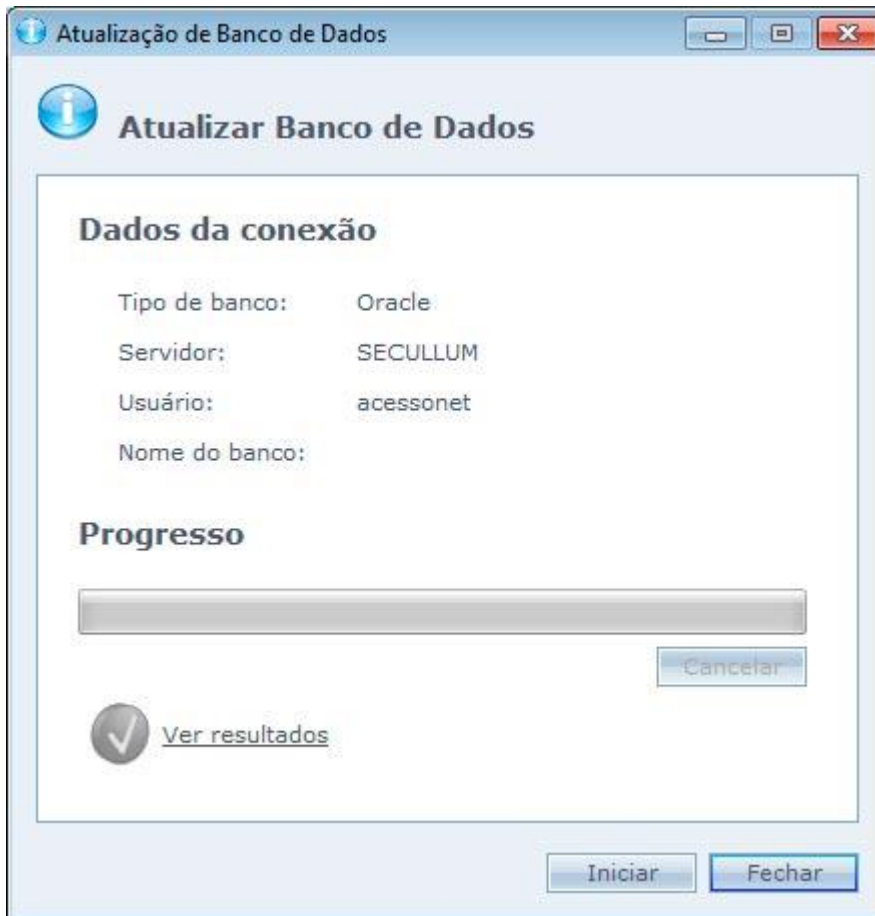 Atualização de Banco de Dados
Atualizar Banco de Dados
Dados da conexão
Tipo de banco: Oracle
Servidor: SECULLUM
Usuário: acessonet
Nome do banco:
Progresso
Cancelar
Ver resultados
Iniciar Fechar